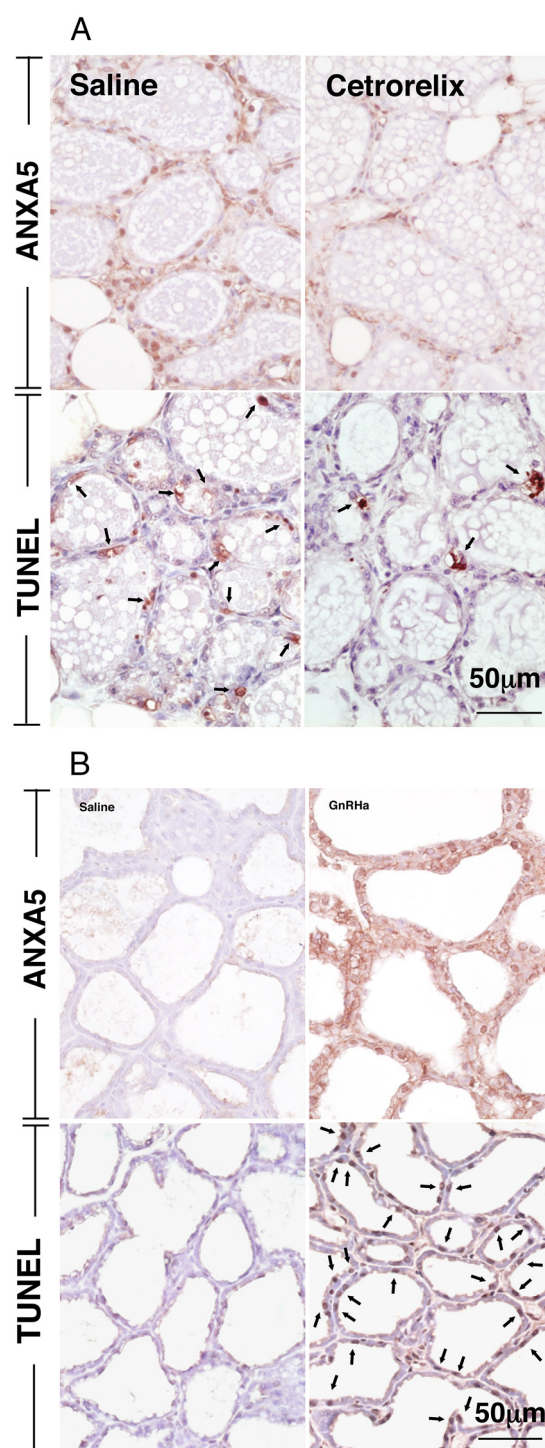 A
Saline
Cetrorelix
ANXA5
TUNEL
50μm
B
Saline
GnRHa
ANXA5
TUNEL
50μm